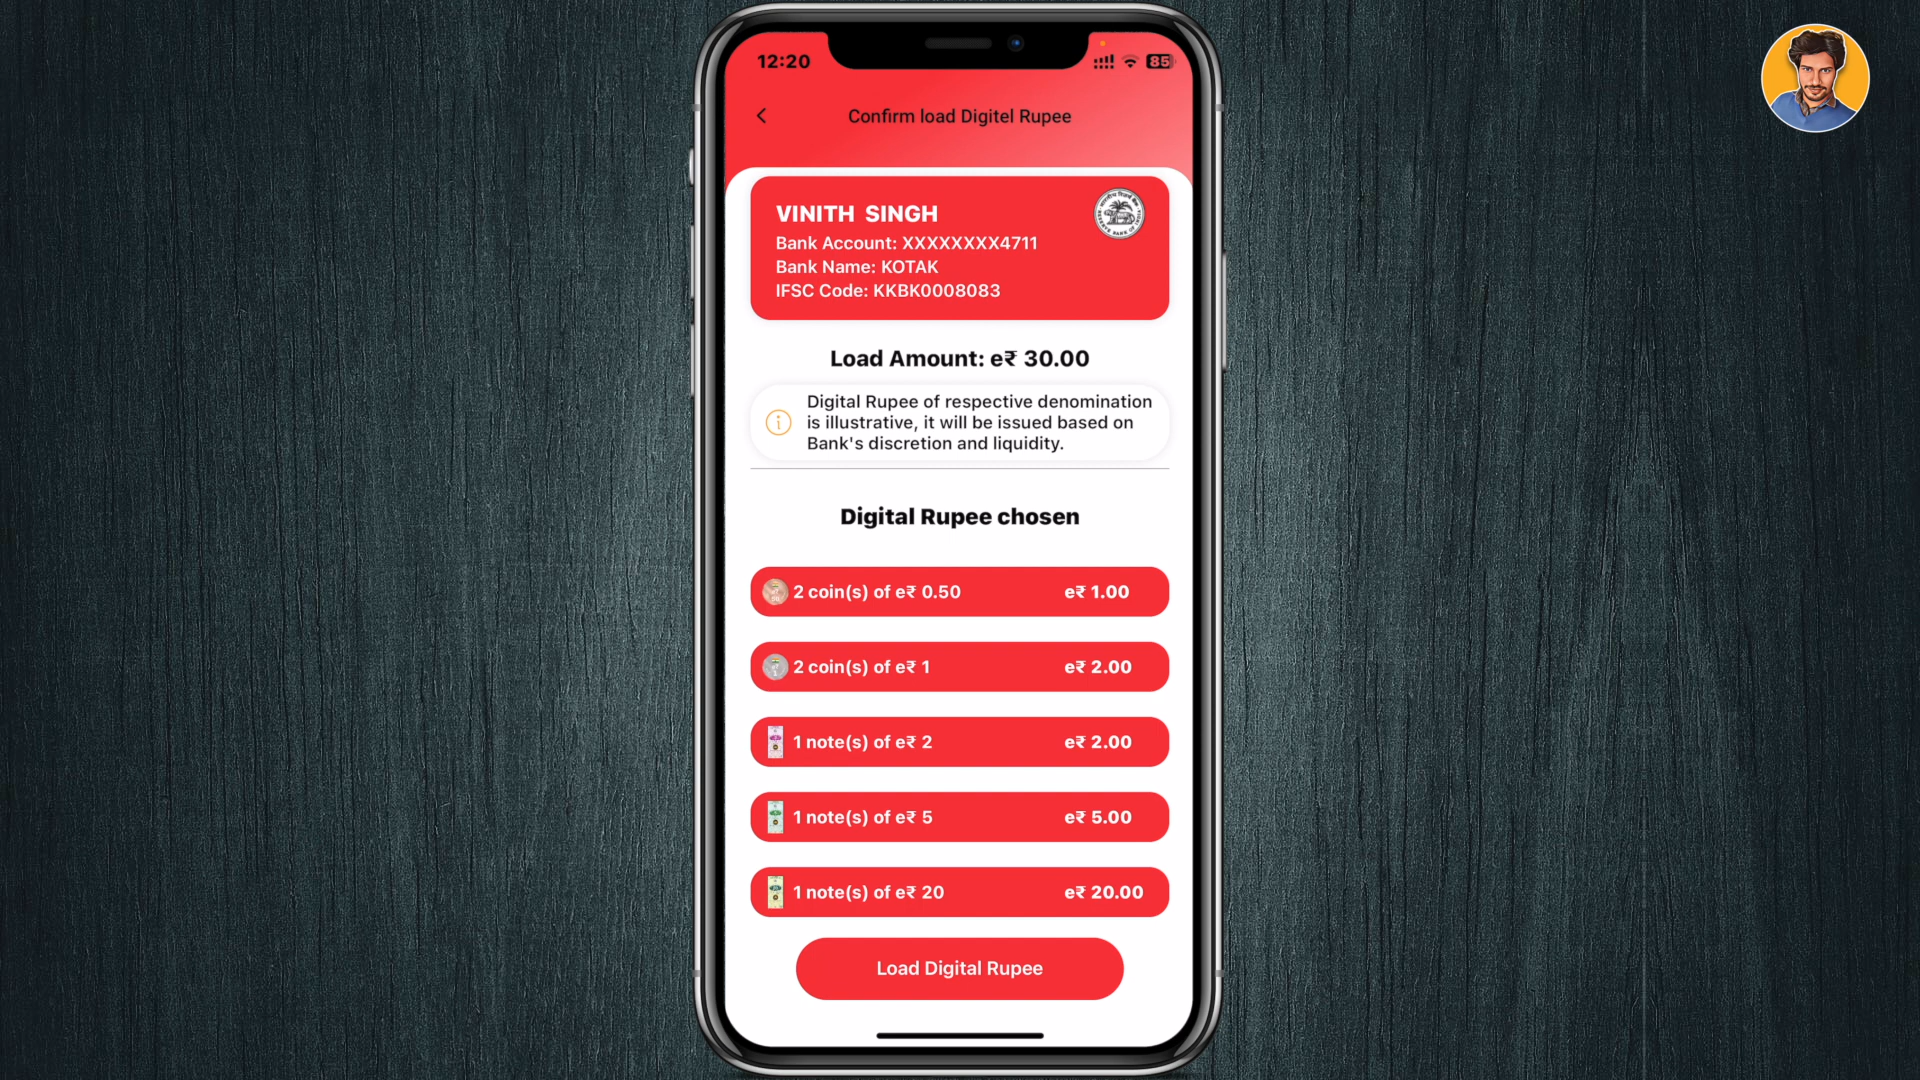 12:20
85
Confirm load Digitel Rupee
VINITH SINGH
Bank Account: XXXXXXXX4711
Bank Name: KOTAK
IFSC Code: KKBK0008083
Load Amount: e₹ 30.00
Digital Rupee of respective denomination
is illustrative, it will be issued based on
Bank's discretion and liquidity.
Digital Rupee chosen
2 coin(s) of e₹ 0.50 e₹ 1.00
2 coin(s) of e₹ 1 e₹ 2.00
1 note(s) of e₹ 2 e₹ 2.00
1 note(s) of e₹ 5 e₹ 5.00
1 note(s) of e₹ 20 e₹ 20.00
Load Digital Rupee